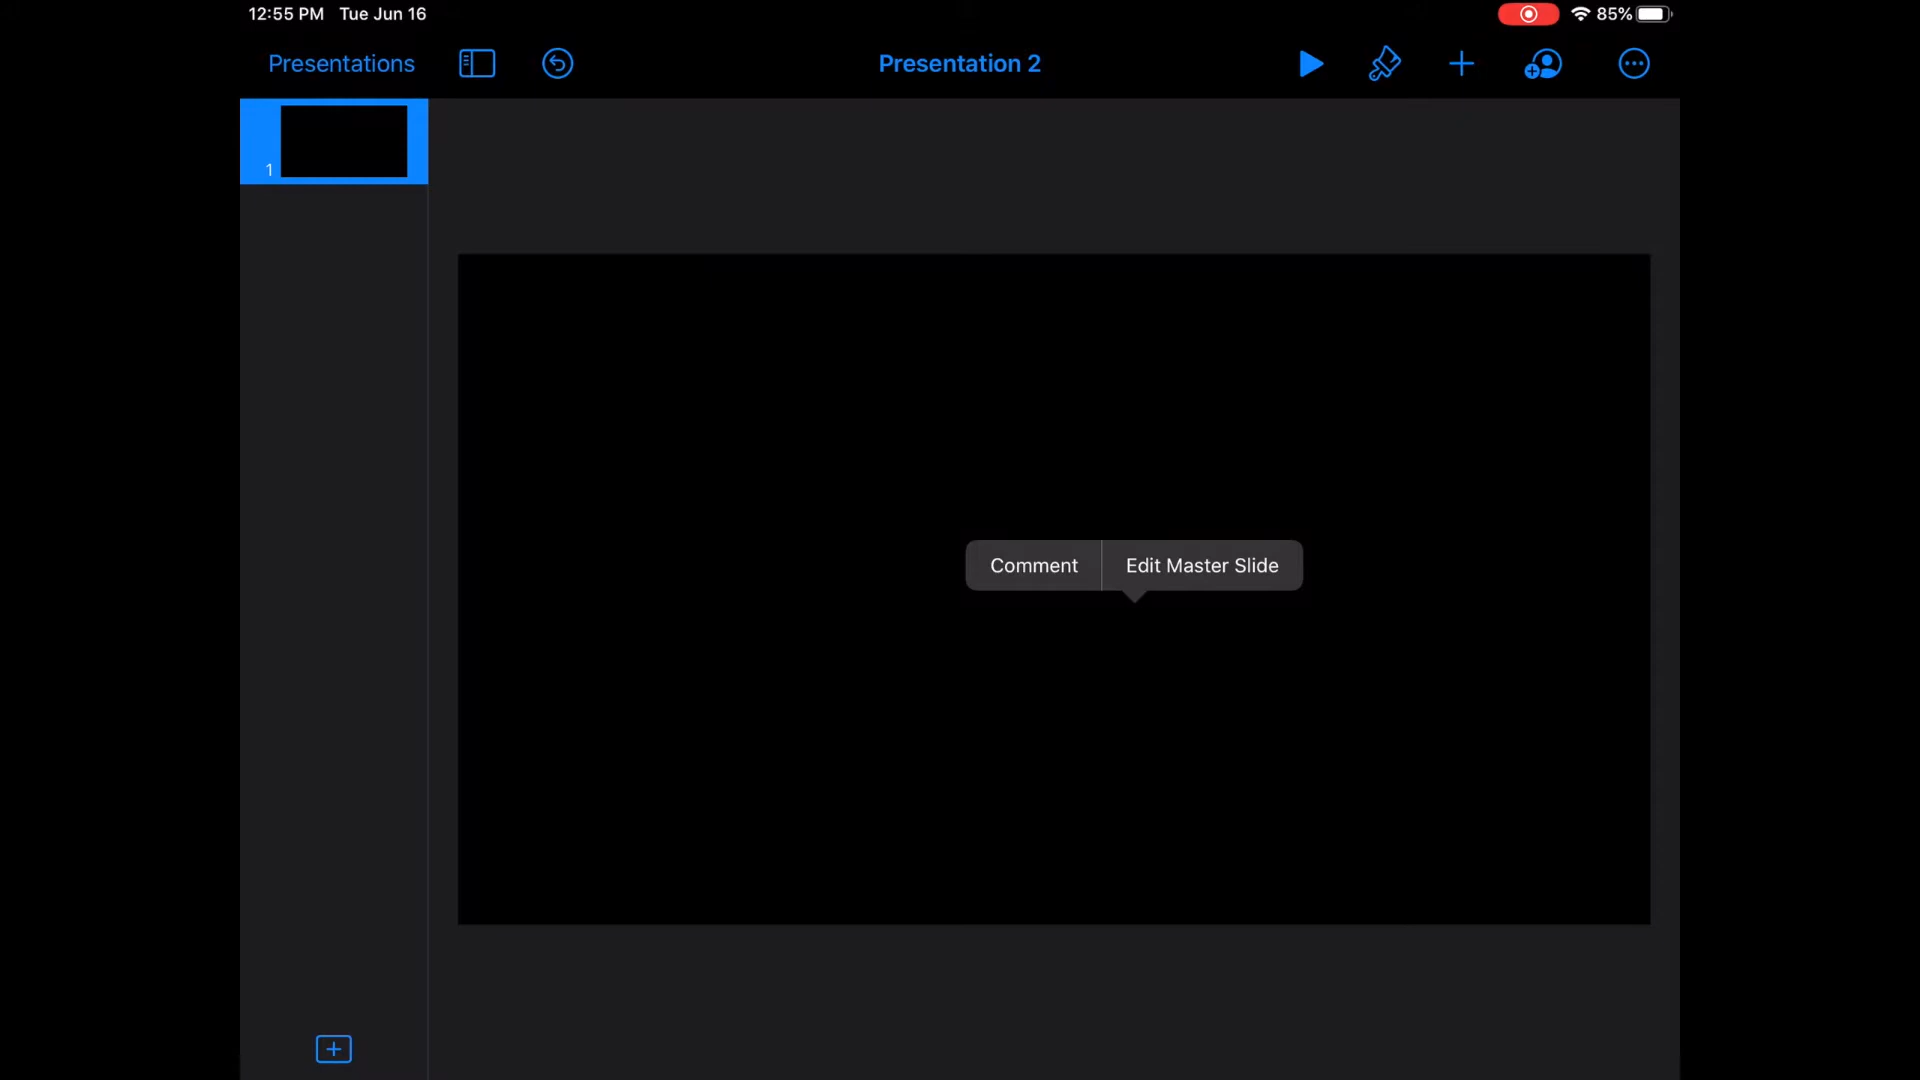 12:55 PM Tue Jun 16
85%
Presentations
Presentation 2
1
Comment
Edit Master Slide